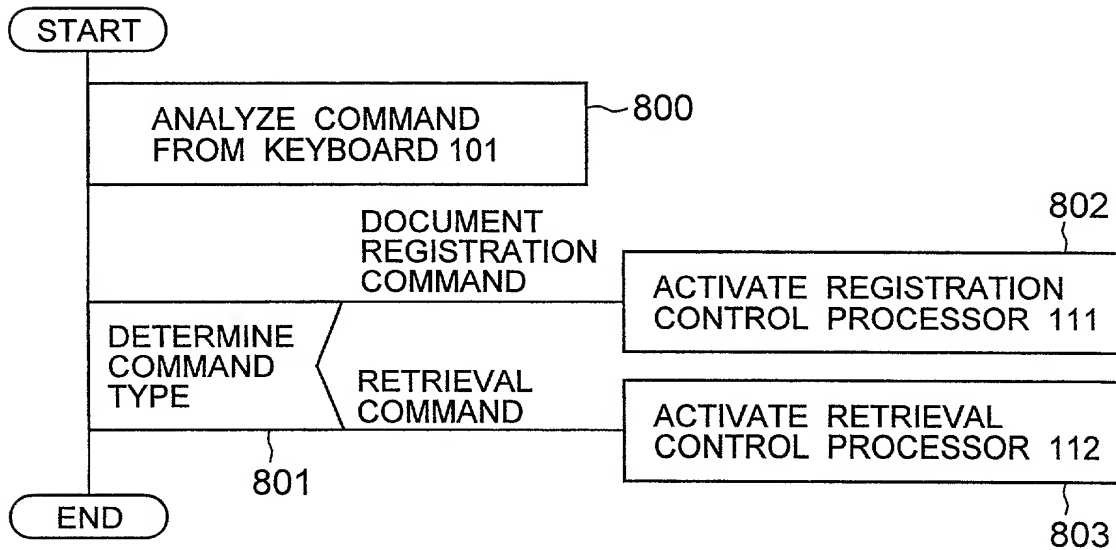 START
ANALYZE COMMAND
FROM KEYBOARD 101
800
DOCUMENT
REGISTRATION
COMMAND
802
ACTIVATE REGISTRATION
CONTROL PROCESSOR 111
DETERMINE
COMMAND
TYPE
RETRIEVAL
COMMAND
ACTIVATE RETRIEVAL
CONTROL PROCESSOR 112
801
803
END